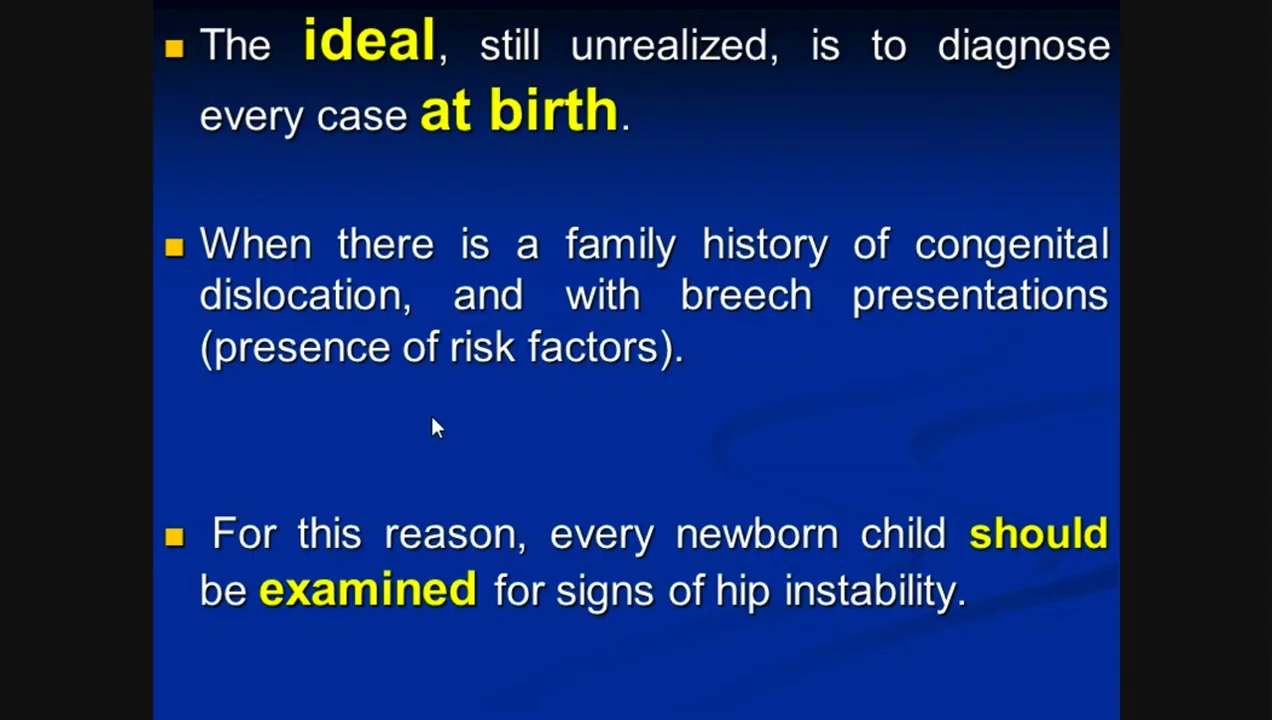 The ideal, still unrealized, is to diagnose
every case at birth.
When there is a family history of congenital
dislocation, and with breech presentations
(presence of risk factors).
For this reason, every newborn child should
be examined for signs of hip instability.